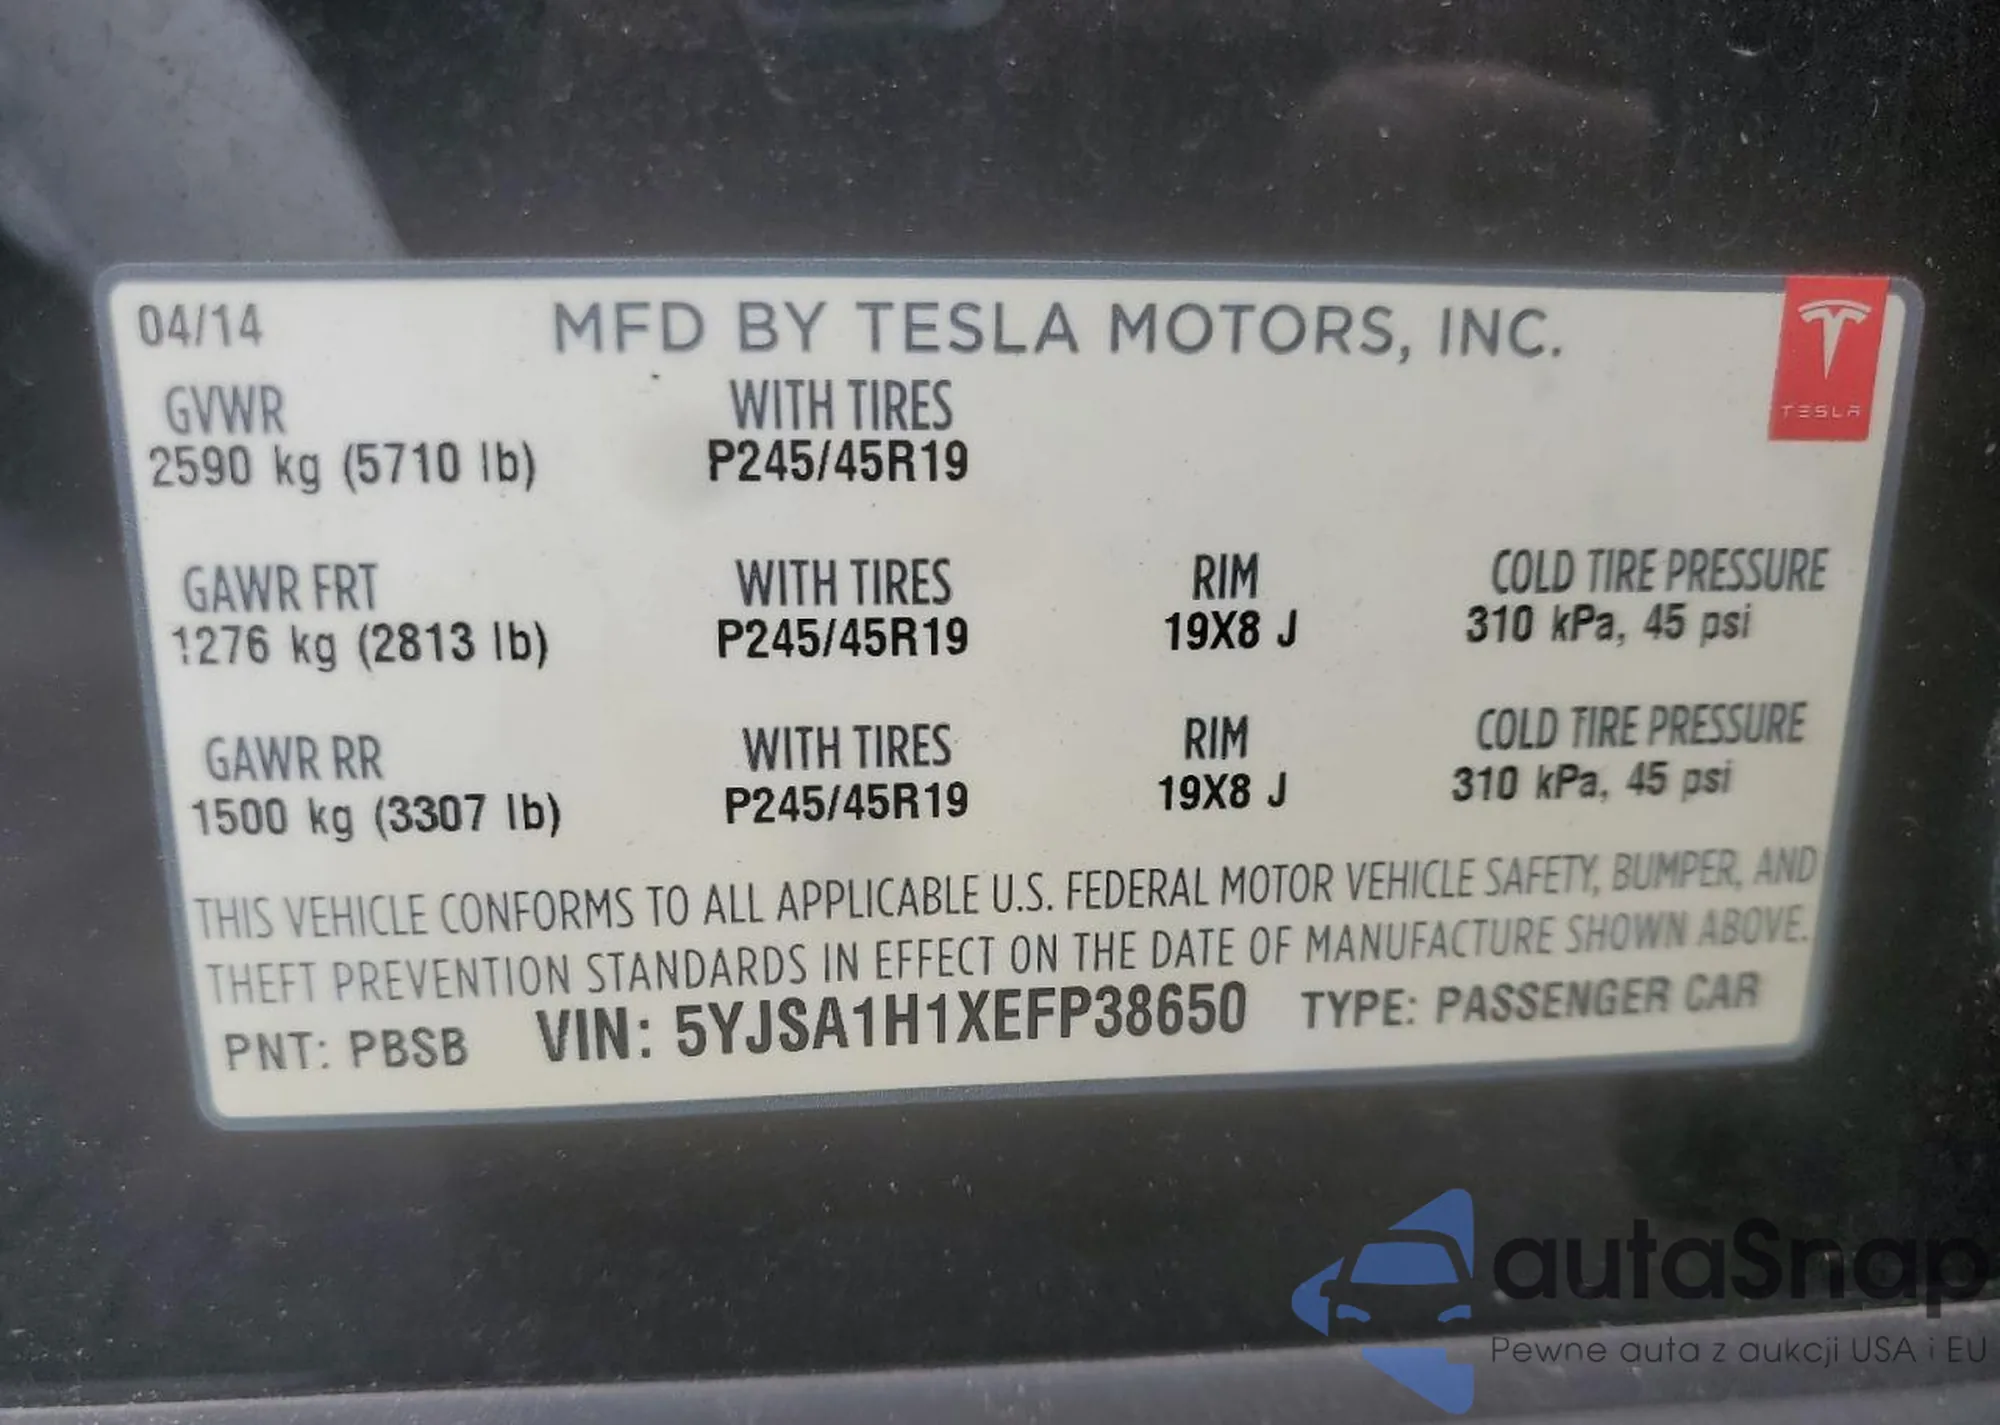 04/14 MFD BY TESLA MOTORS, INC.
TESLA
GVWR WITH TIRES
2590 kg (5710 lb) P245/45R19
GAWR FRT WITH TIRES RIM COLD TIRE PRESSURE
1276 kg (2813 lb) P245/45R19 19X8 J 310 kPa, 45 psi
GAWR RR WITH TIRES RIM COLD TIRE PRESSURE
1500 kg (3307 lb) P245/45R19 19X8 J 310 kPa, 45 psi
THIS VEHICLE CONFORMS TO ALL APPLICABLE U.S. FEDERAL MOTOR VEHICLE SAFETY, BUMPER, AND
THEFT PREVENTION STANDARDS IN EFFECT ON THE DATE OF MANUFACTURE SHOWN ABOVE.
PNT: PBSB VIN: 5YJSA1H1XEFP38650 TYPE: PASSENGER CAR
autaSnap
Pewne auta z aukcji USA i EU